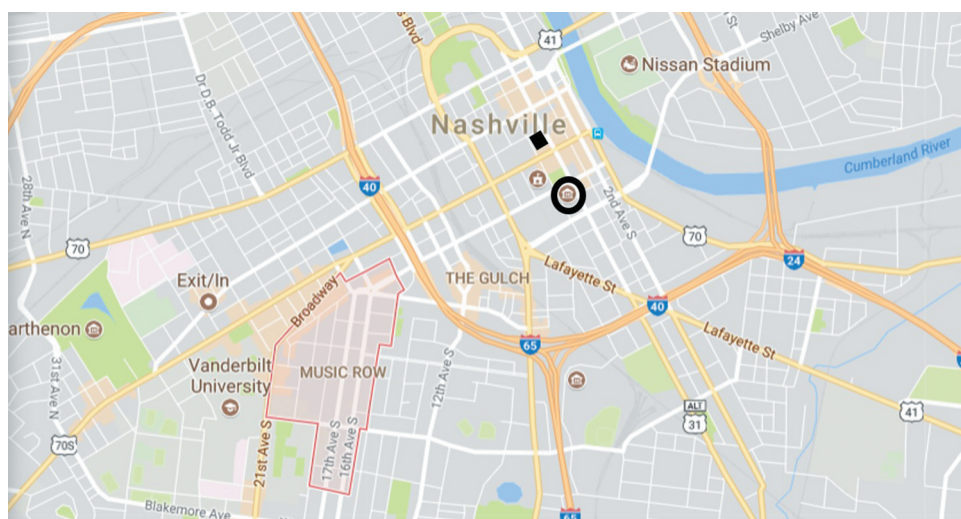 41
Shelby Ave
Nissan Stadium
Dr D.B. Todd Jr Blvd
Nashville
Cumberland River
28th Ave N
40
2nd Ave S
70
70
24
Exit/In
THE GULCH
Lafayette St
Broadway
40
arthenon
65
Lafayette St
31st Ave N
Vanderbilt
University
MUSIC ROW
12th Ave S
ALT
31
41
70S
21st Ave S
17th Ave S
16th Ave S
Blakemore Ave
65